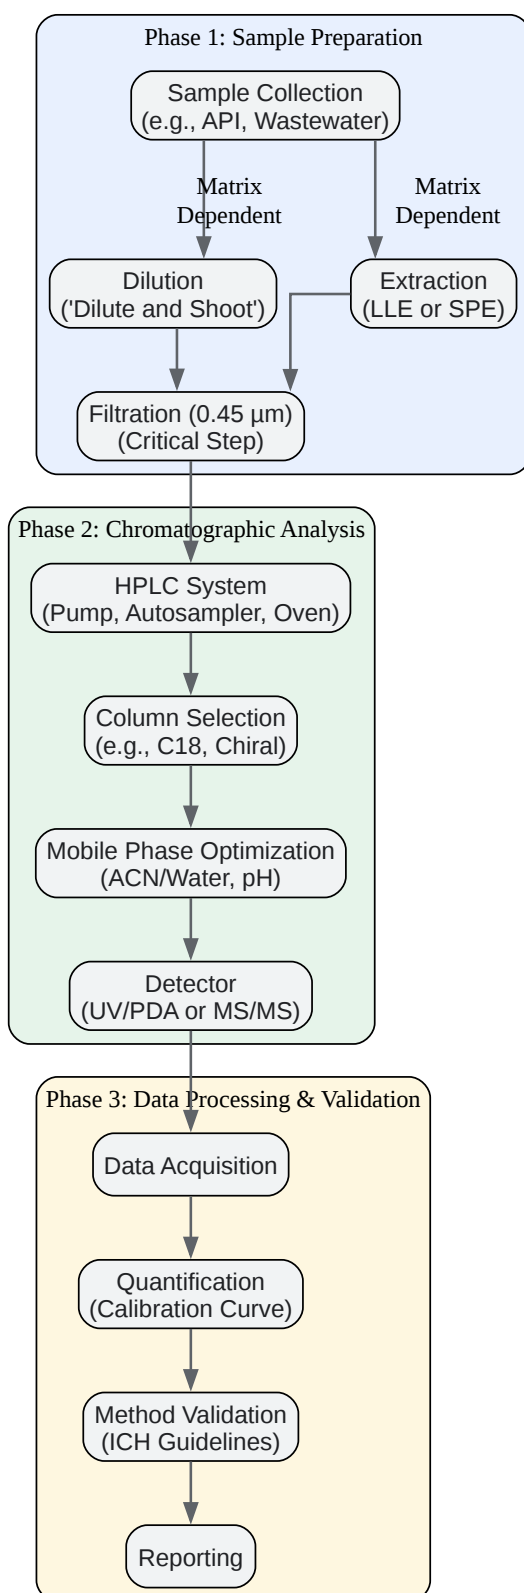 Phase 1: Sample Preparation
Sample Collection
(e.g., API, Wastewater)
Matrix
Dependent
Matrix
Dependent
Dilution
('Dilute and Shoot')
Extraction
(LLE or SPE)
Filtration (0.45 µm)
(Critical Step)
Phase 2: Chromatographic Analysis
HPLC System
(Pump, Autosampler, Oven)
Column Selection
(e.g., C18, Chiral)
Mobile Phase Optimization
(ACN/Water, pH)
Detector
(UV/PDA or MS/MS)
Phase 3: Data Processing & Validation
Data Acquisition
Quantification
(Calibration Curve)
Method Validation
(ICH Guidelines)
Reporting